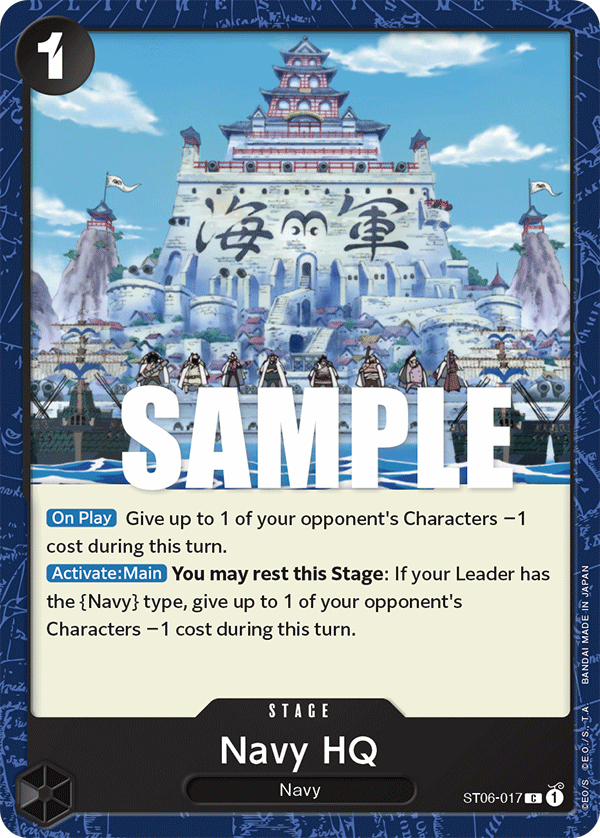 1
海軍
SAMPLE
On Play Give up to 1 of your opponent's Characters −1
cost during this turn.
Activate:Main You may rest this Stage: If your Leader has
the {Navy} type, give up to 1 of your opponent's
Characters −1 cost during this turn.
STAGE
Navy HQ
Navy
ST06-017 C 1
©E.O./S. ©E.O./S., T.A. BANDAI MADE IN JAPAN